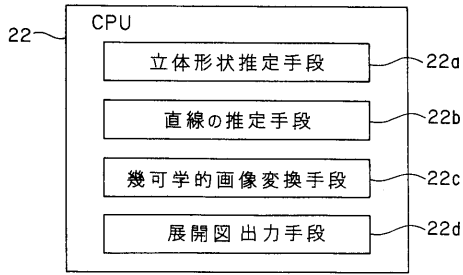 22
CPU
立体形状推定手段
22a
直線の推定手段
22b
幾可学的画像変換手段
22c
展開図出力手段
22d